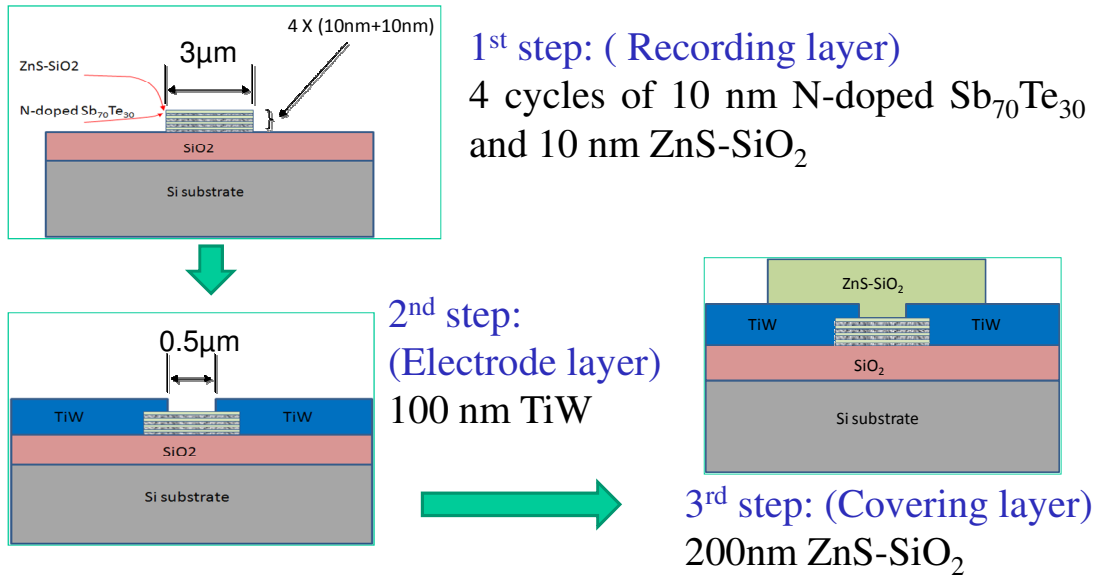 4 X (10nm+10nm)
3µm
ZnS-SiO2
N-doped Sb₇₀Te₃₀
SiO2
Si substrate
1st step: ( Recording layer)
4 cycles of 10 nm N-doped Sb₇₀Te₃₀
and 10 nm ZnS-SiO₂
0.5µm
TiW
TiW
SiO2
Si substrate
2nd step:
(Electrode layer)
100 nm TiW
ZnS-SiO₂
TiW
TiW
SiO₂
Si substrate
3rd step: (Covering layer)
200nm ZnS-SiO₂